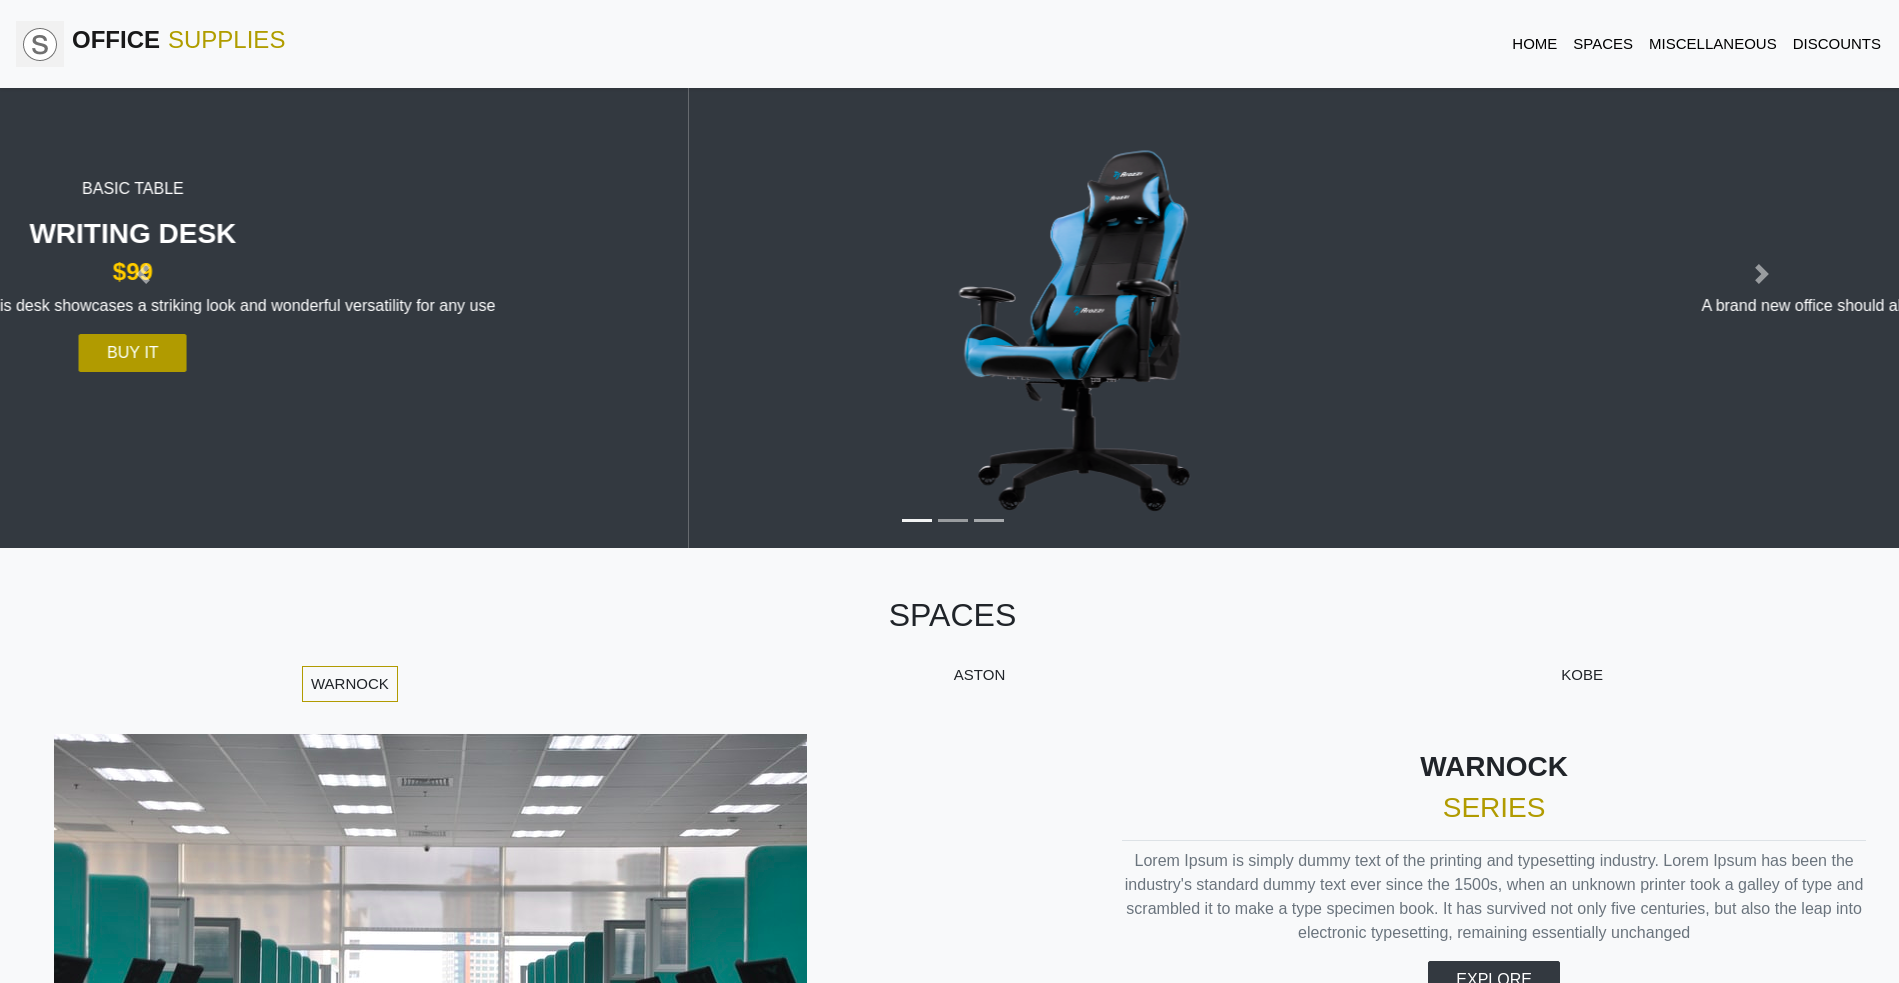 S
OFFICE SUPPLIES
HOME
SPACES
MISCELLANEOUS
DISCOUNTS
BASIC TABLE
WRITING DESK
$99
is desk showcases a striking look and wonderful versatility for any use
BUY IT
Arozzi
Arozzi
Arozzi
A brand new office should a
SPACES
WARNOCK
ASTON
KOBE
WARNOCK
SERIES
Lorem Ipsum is simply dummy text of the printing and typesetting industry. Lorem Ipsum has been the
industry's standard dummy text ever since the 1500s, when an unknown printer took a galley of type and
scrambled it to make a type specimen book. It has survived not only five centuries, but also the leap into
electronic typesetting, remaining essentially unchanged
EXPLORE